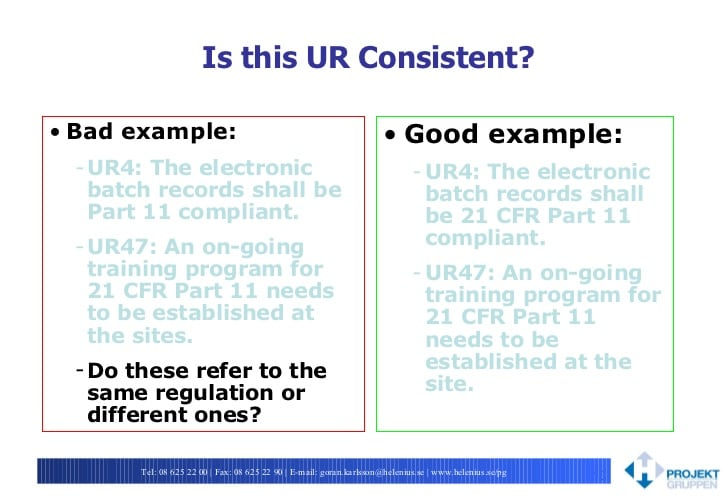 Is this UR Consistent?
• Bad example:
- UR4: The electronic
batch records shall be
Part 11 compliant.
- UR47: An on-going
training program for
21 CFR Part 11 needs
to be established at
the sites.
- Do these refer to the
same regulation or
different ones?
• Good example:
- UR4: The electronic
batch records shall
be 21 CFR Part 11
compliant.
- UR47: An on-going
training program for
21 CFR Part 11
needs to be
established at the
site.
Tel: 08 625 22 00 | Fax: 08 625 22 90 | E-mail: goran.karlsson@helenius.se | www.helenius.se/pg
PROJEKT
GRUPPEN